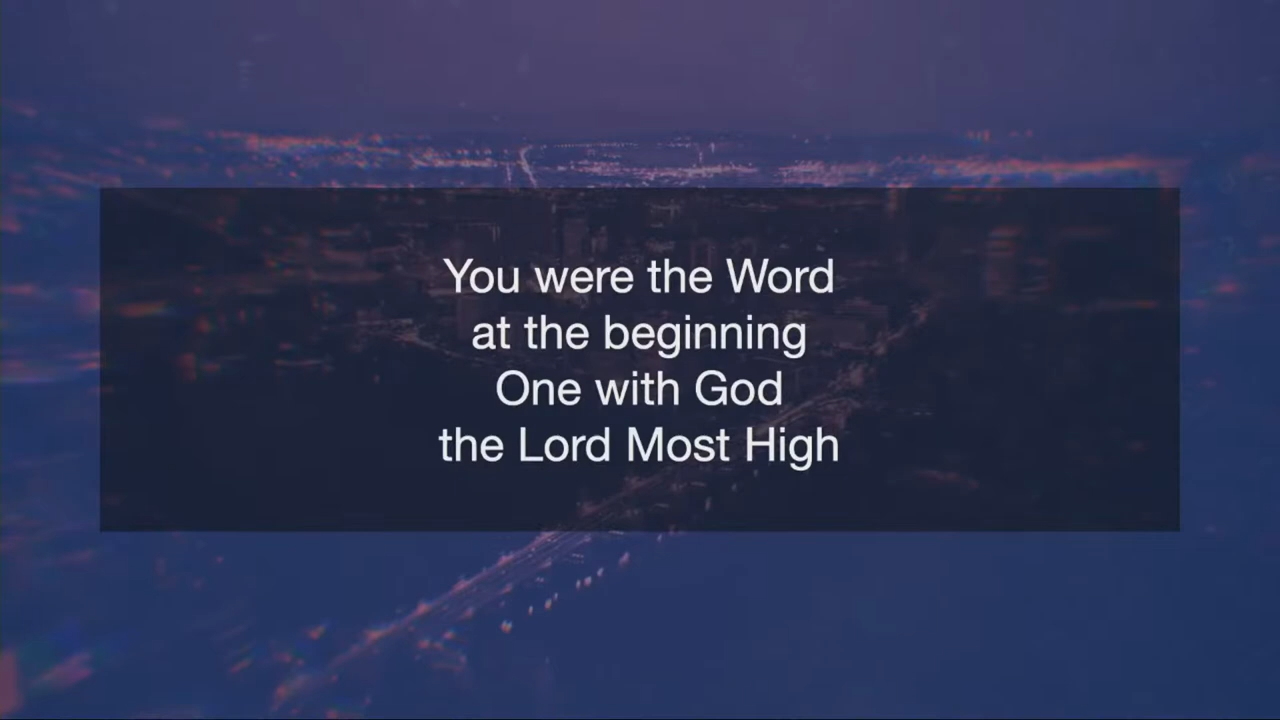 You were the Word
at the beginning
One with God
the Lord Most High